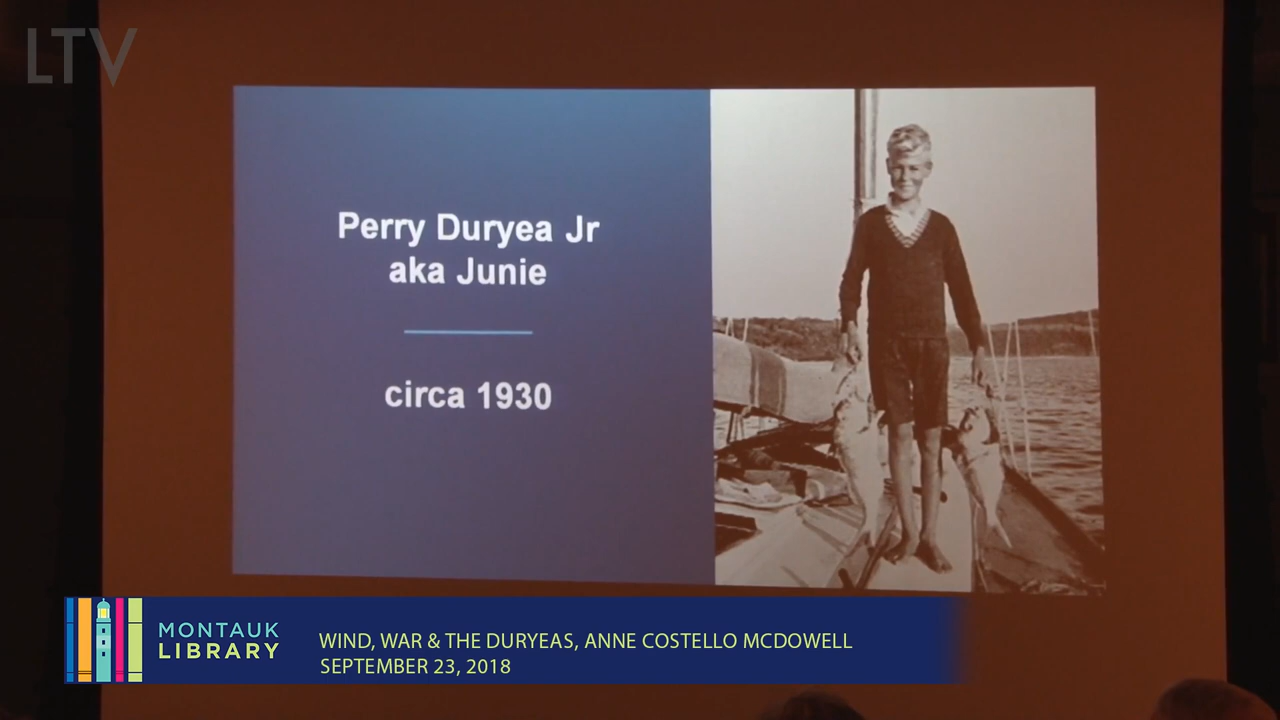 LTV
Perry Duryea Jr
aka Junie
circa 1930
MONTAUK
LIBRARY
WIND, WAR & THE DURYEAS, ANNE COSTELLO MCDOWELL
SEPTEMBER 23, 2018